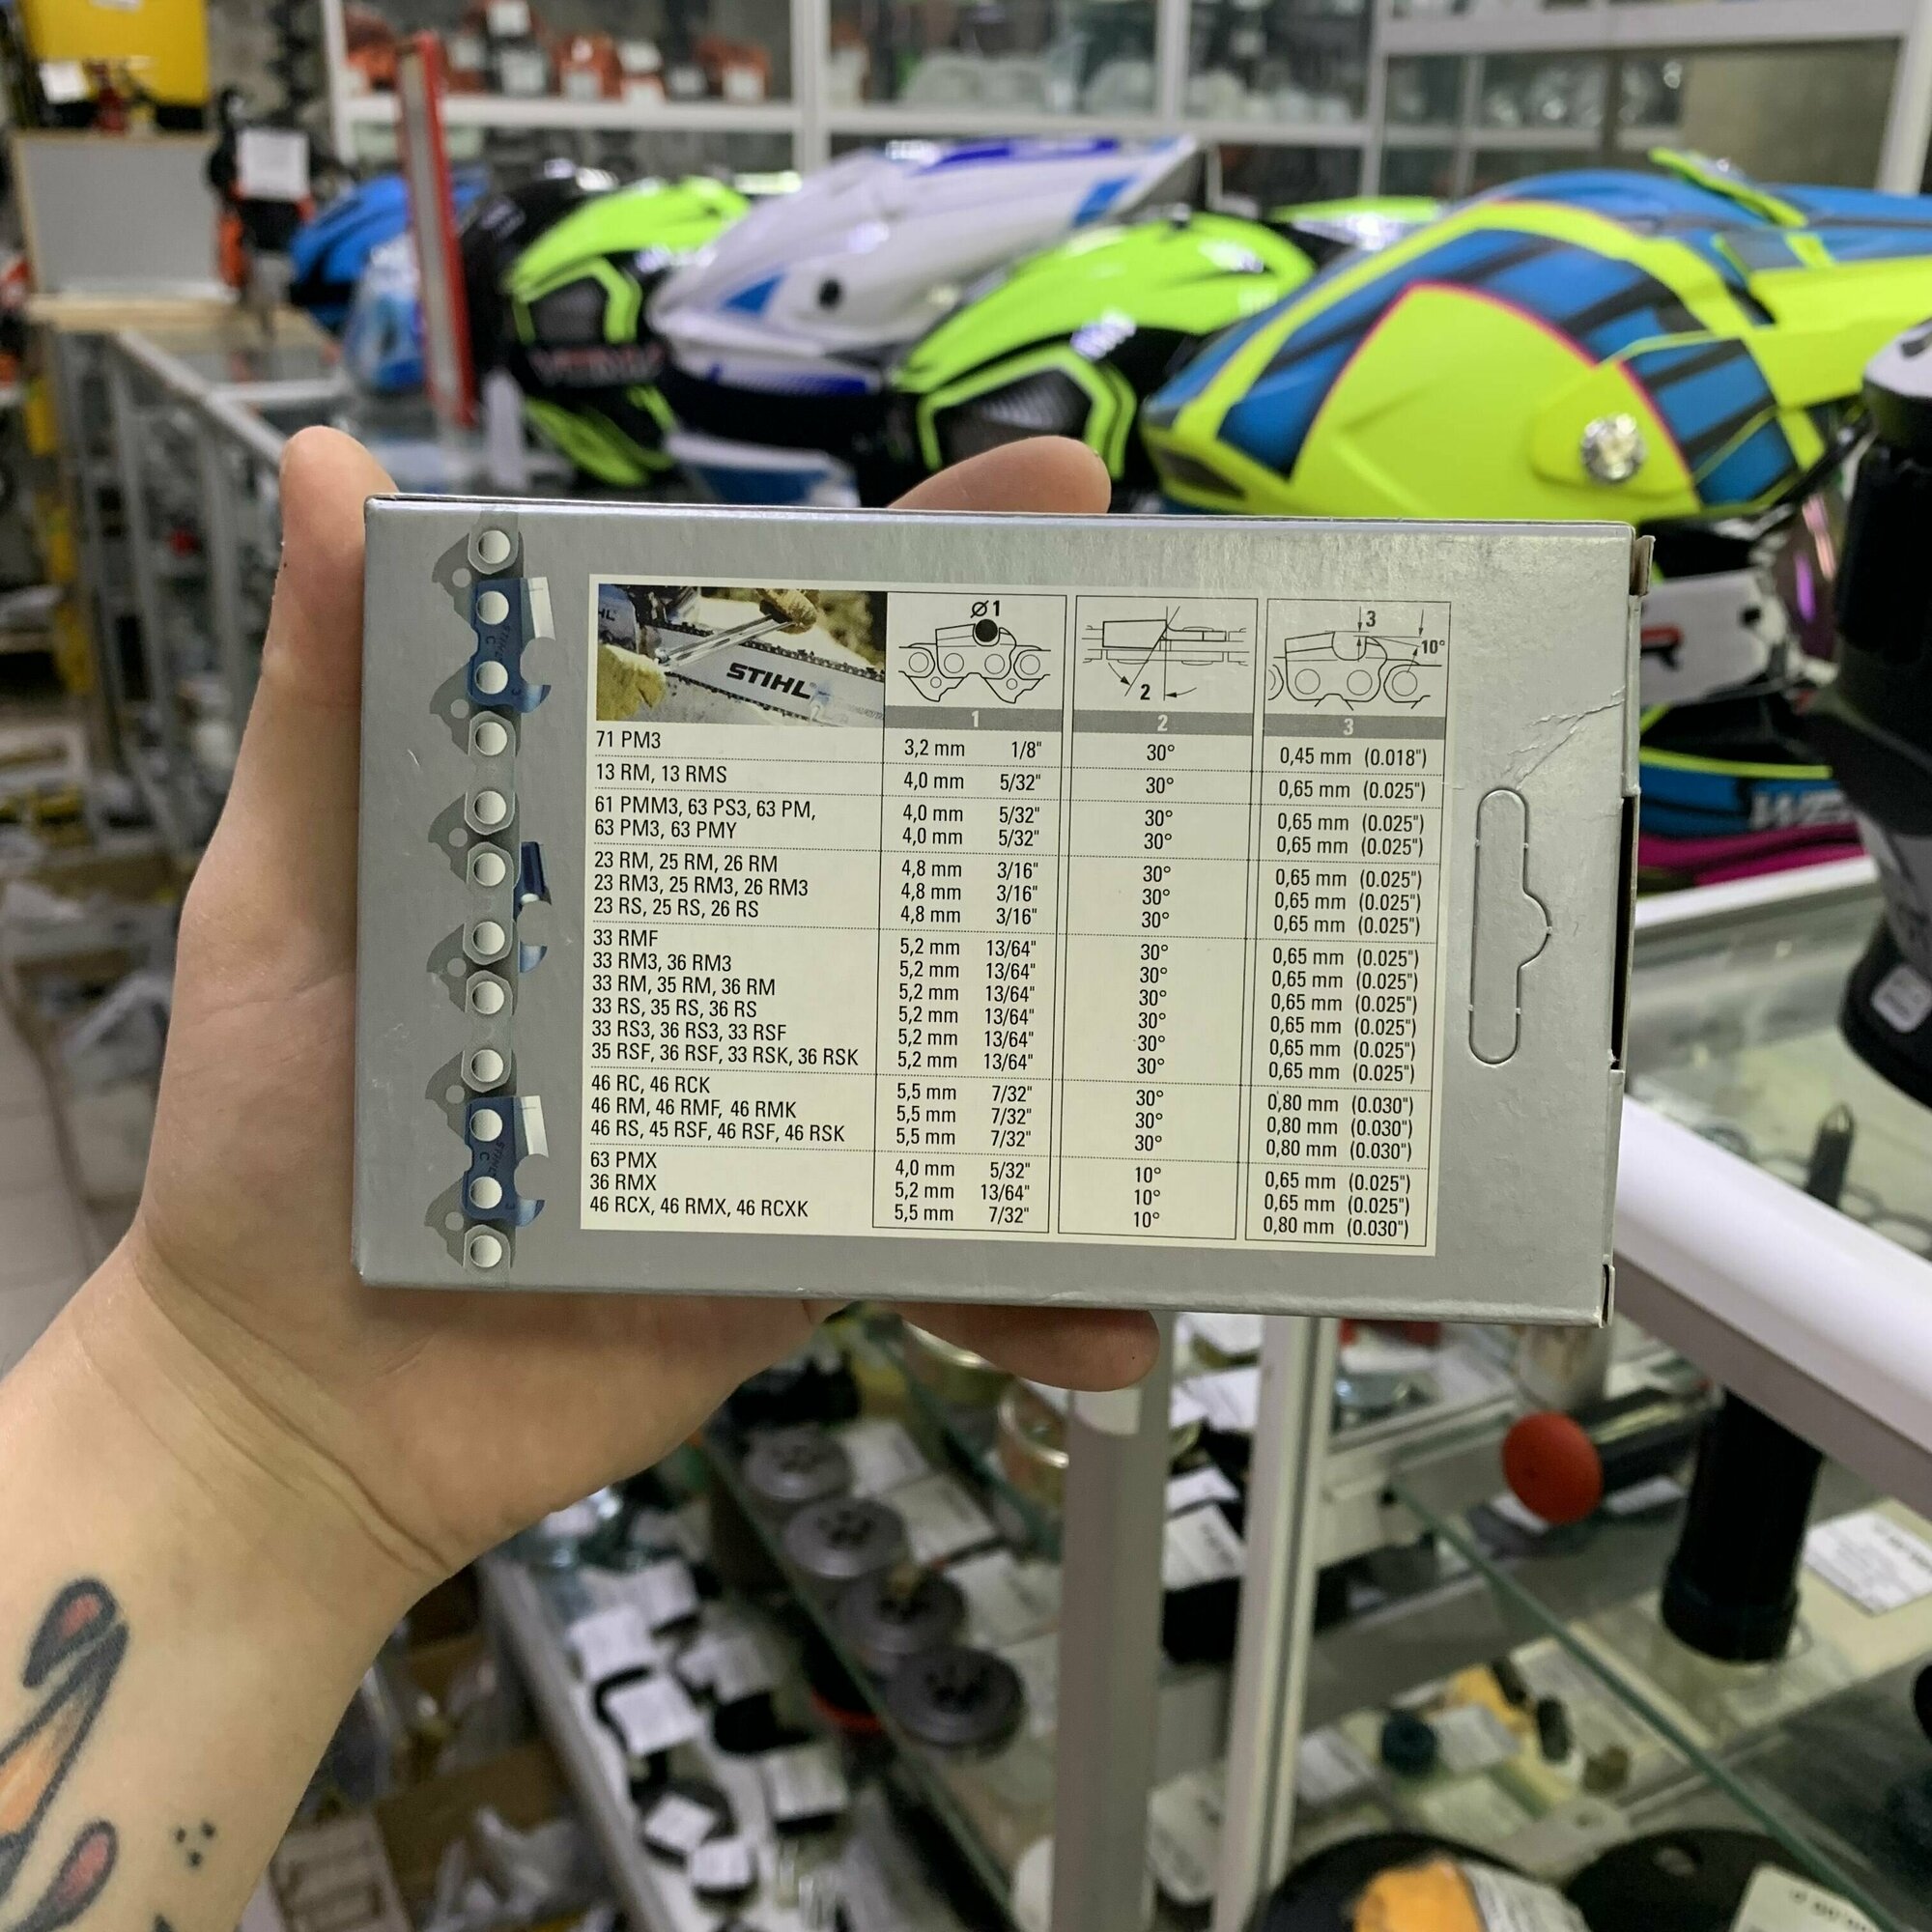 STIHL
Ø 1
2
3
10°
1 2 3
71 PM3 3,2 mm 1/8" 30° 0,45 mm (0.018")
13 RM, 13 RMS 4,0 mm 5/32" 30° 0,65 mm (0.025")
61 PMM3, 63 PS3, 63 PM, 4,0 mm 5/32" 30° 0,65 mm (0.025")
63 PM3, 63 PMY 4,0 mm 5/32" 30° 0,65 mm (0.025")
23 RM, 25 RM, 26 RM 4,8 mm 3/16" 30° 0,65 mm (0.025")
23 RM3, 25 RM3, 26 RM3 4,8 mm 3/16" 30° 0,65 mm (0.025")
23 RS, 25 RS, 26 RS 4,8 mm 3/16" 30° 0,65 mm (0.025")
33 RMF 5,2 mm 13/64" 30° 0,65 mm (0.025")
33 RM3, 36 RM3 5,2 mm 13/64" 30° 0,65 mm (0.025")
33 RM, 35 RM, 36 RM 5,2 mm 13/64" 30° 0,65 mm (0.025")
33 RS, 35 RS, 36 RS 5,2 mm 13/64" 30° 0,65 mm (0.025")
33 RS3, 36 RS3, 33 RSF 5,2 mm 13/64" 30° 0,65 mm (0.025")
35 RSF, 36 RSF, 33 RSK, 36 RSK 5,2 mm 13/64" 30° 0,65 mm (0.025")
46 RC, 46 RCK 5,5 mm 7/32" 30° 0,80 mm (0.030")
46 RM, 46 RMF, 46 RMK 5,5 mm 7/32" 30° 0,80 mm (0.030")
46 RS, 45 RSF, 46 RSF, 46 RSK 5,5 mm 7/32" 30° 0,80 mm (0.030")
63 PMX 4,0 mm 5/32" 10° 0,65 mm (0.025")
36 RMX 5,2 mm 13/64" 10° 0,65 mm (0.025")
46 RCX, 46 RMX, 46 RCXK 5,5 mm 7/32" 10° 0,80 mm (0.030")